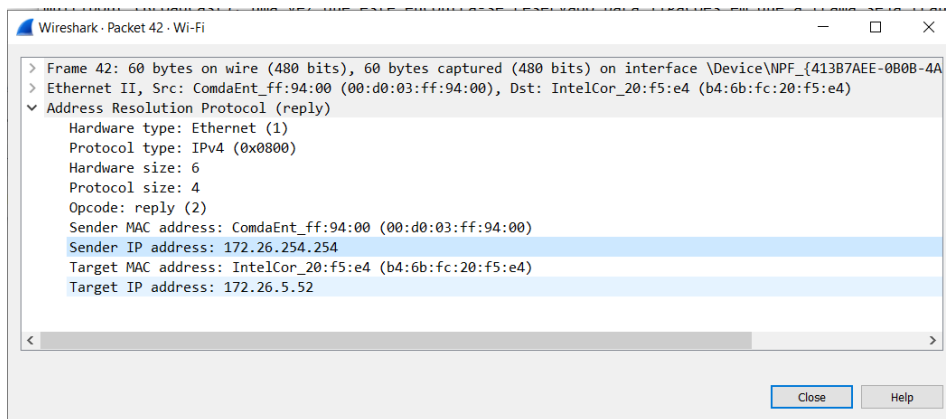 Wireshark · Packet 42 · Wi-Fi
> Frame 42: 60 bytes on wire (480 bits), 60 bytes captured (480 bits) on interface \Device\NPF_{413B7AEE-0B0B-4A
> Ethernet II, Src: ComdaEnt_ff:94:00 (00:d0:03:ff:94:00), Dst: IntelCor_20:f5:e4 (b4:6b:fc:20:f5:e4)
Address Resolution Protocol (reply)
Hardware type: Ethernet (1)
Protocol type: IPv4 (0x0800)
Hardware size: 6
Protocol size: 4
Opcode: reply (2)
Sender MAC address: ComdaEnt_ff:94:00 (00:d0:03:ff:94:00)
Sender IP address: 172.26.254.254
Target MAC address: IntelCor_20:f5:e4 (b4:6b:fc:20:f5:e4)
Target IP address: 172.26.5.52
Close
Help